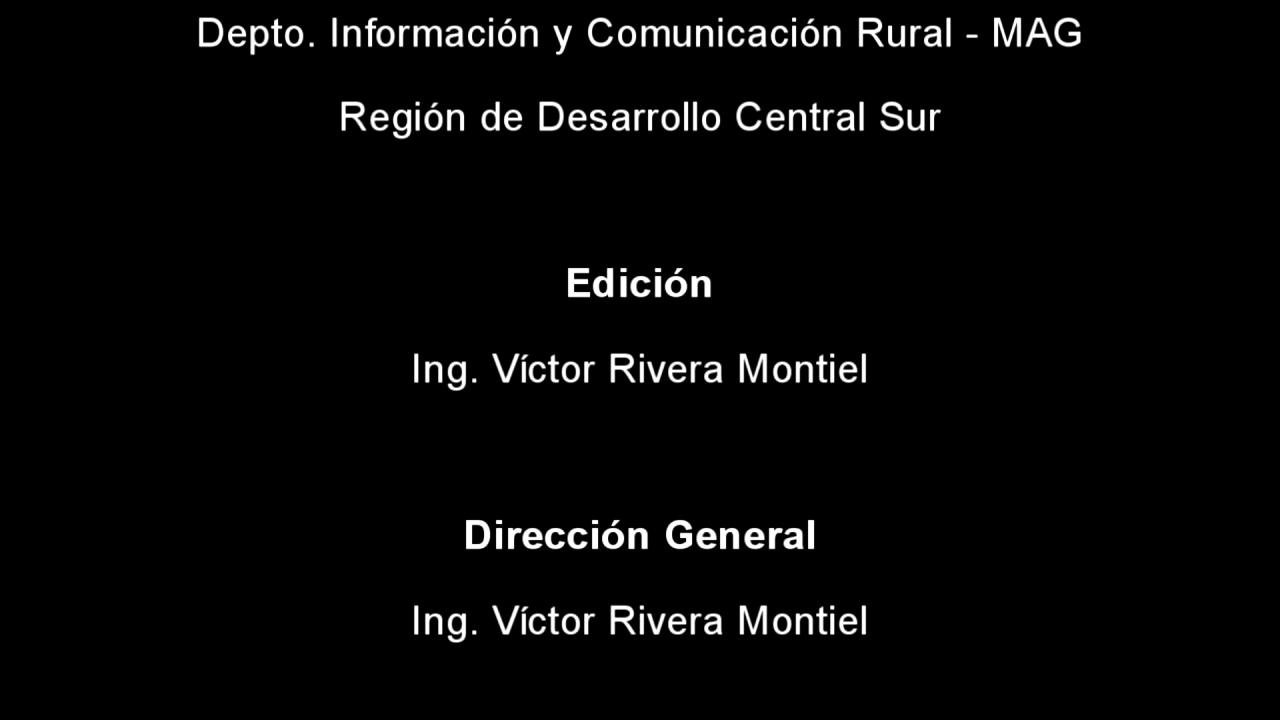 Depto. Información y Comunicación Rural - MAG
Región de Desarrollo Central Sur
Edición
Ing. Víctor Rivera Montiel
Dirección General
Ing. Víctor Rivera Montiel